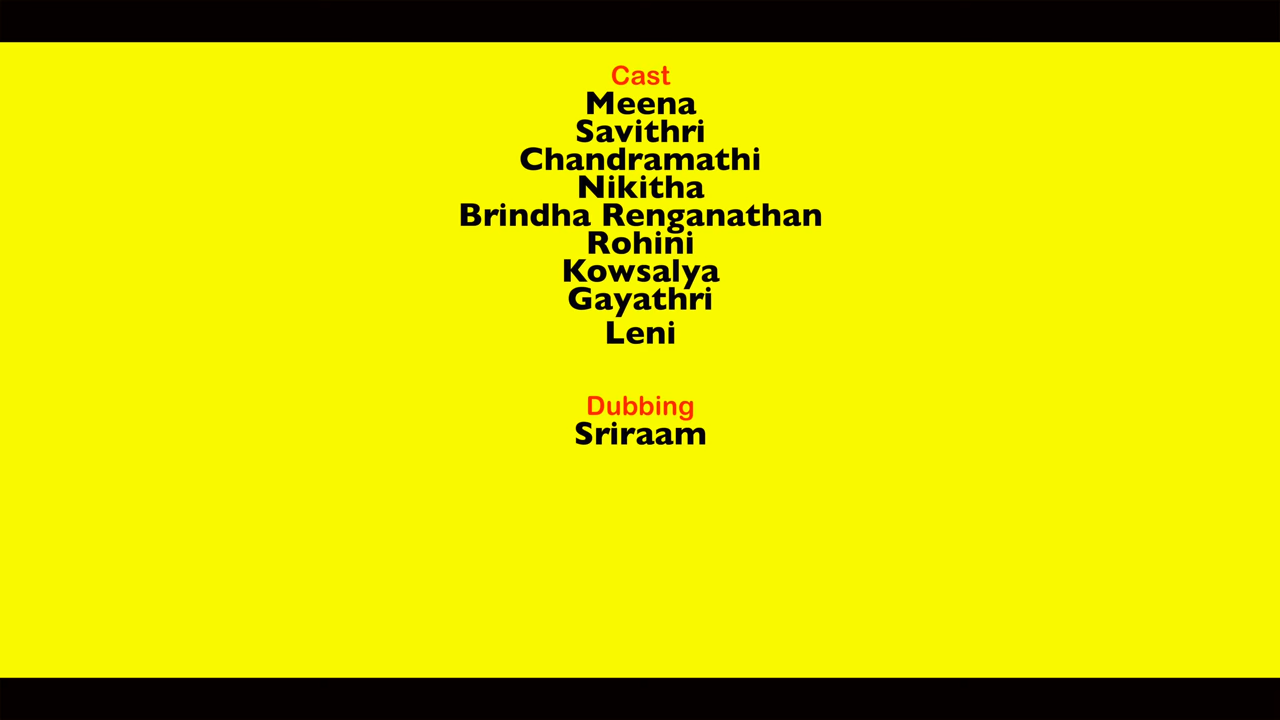 Cast
Meena
Savithri
Chandramathi
Nikitha
Brindha Renganathan
Rohini
Kowsalya
Gayathri
Leni
Dubbing
Sriraam